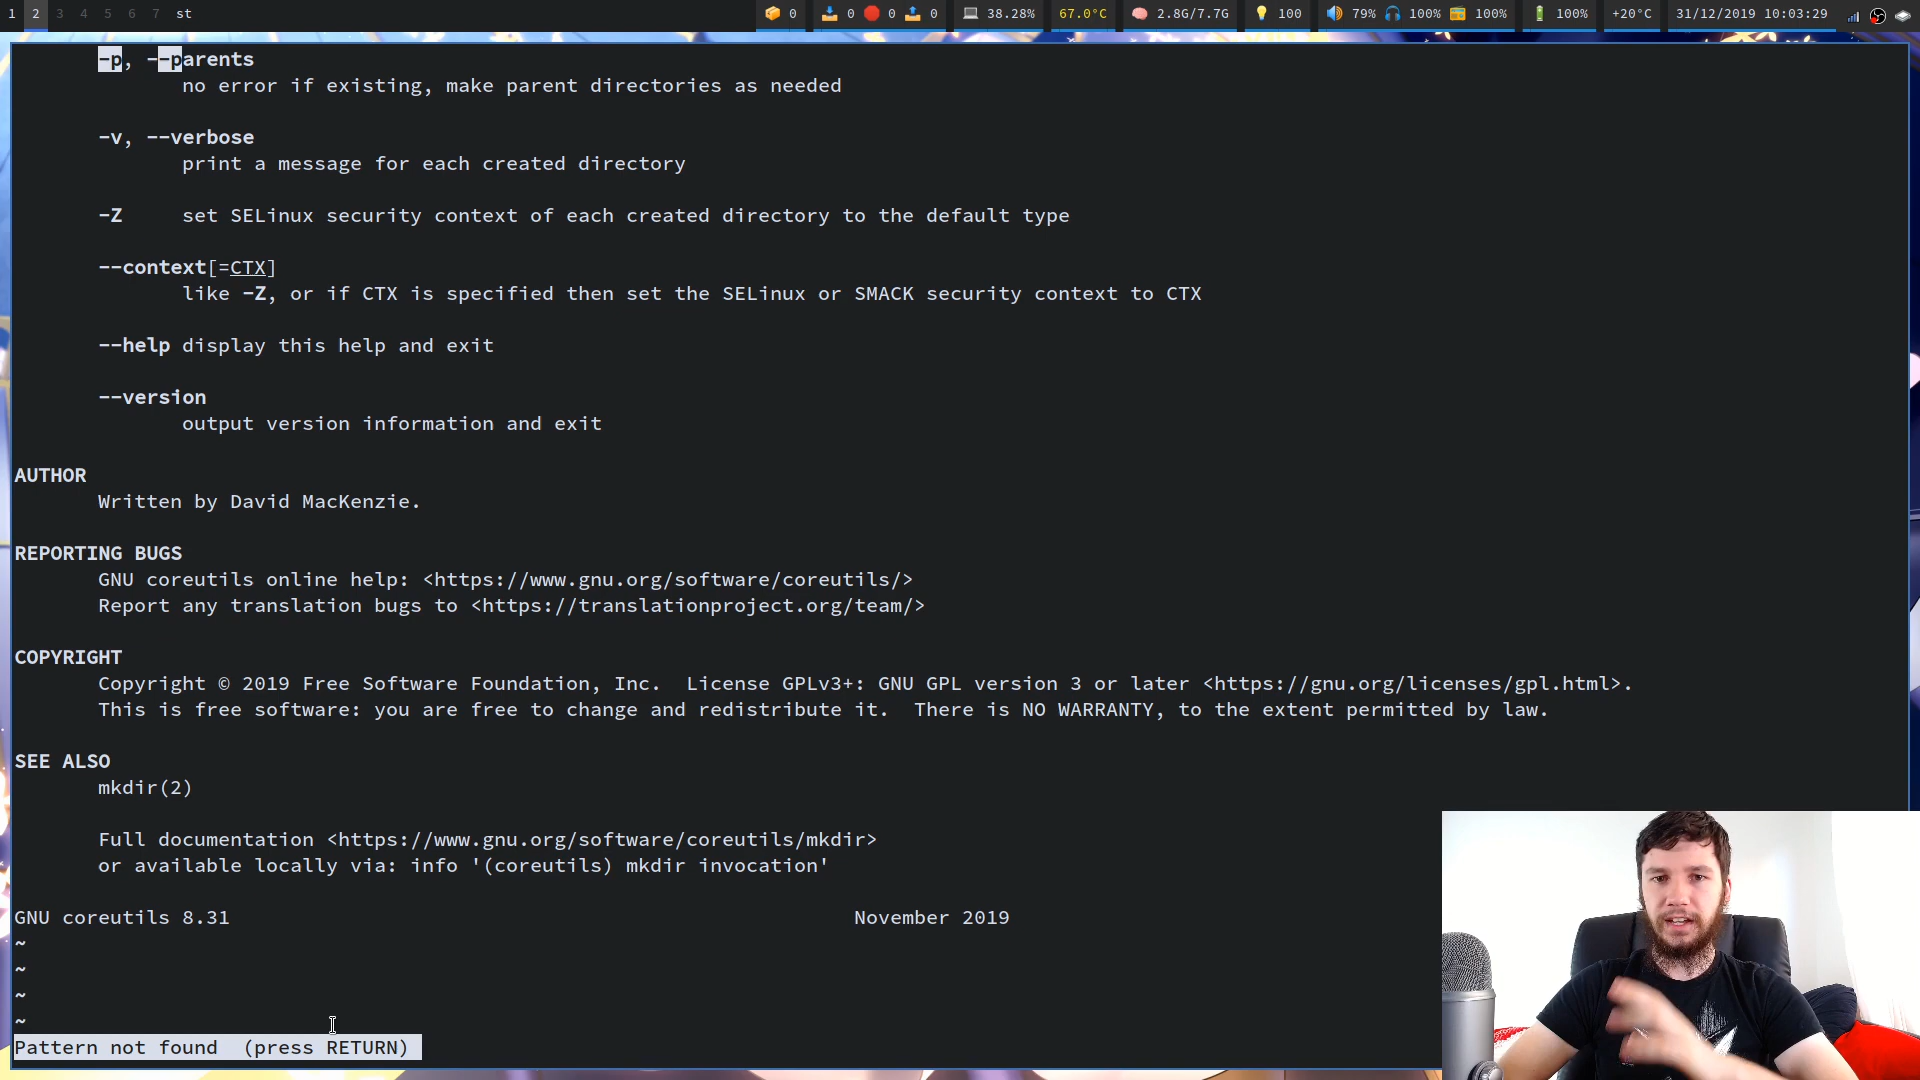 1 2 3 4 5 6 7 st 0 0 0 0 38.28% 67.0°C 2.8G/7.7G 100 79% 100% 100% 100% +20°C 31/12/2019 10:03:29
-p, --parents
no error if existing, make parent directories as needed
-v, --verbose
print a message for each created directory
-Z set SELinux security context of each created directory to the default type
--context[=CTX]
like -Z, or if CTX is specified then set the SELinux or SMACK security context to CTX
--help display this help and exit
--version
output version information and exit
AUTHOR
Written by David MacKenzie.
REPORTING BUGS
GNU coreutils online help: <https://www.gnu.org/software/coreutils/>
Report any translation bugs to <https://translationproject.org/team/>
COPYRIGHT
Copyright © 2019 Free Software Foundation, Inc.  License GPLv3+: GNU GPL version 3 or later <https://gnu.org/licenses/gpl.html>.
This is free software: you are free to change and redistribute it.  There is NO WARRANTY, to the extent permitted by law.
SEE ALSO
mkdir(2)
Full documentation <https://www.gnu.org/software/coreutils/mkdir>
or available locally via: info '(coreutils) mkdir invocation'
GNU coreutils 8.31 November 2019
~
~
~
~
Pattern not found  (press RETURN)